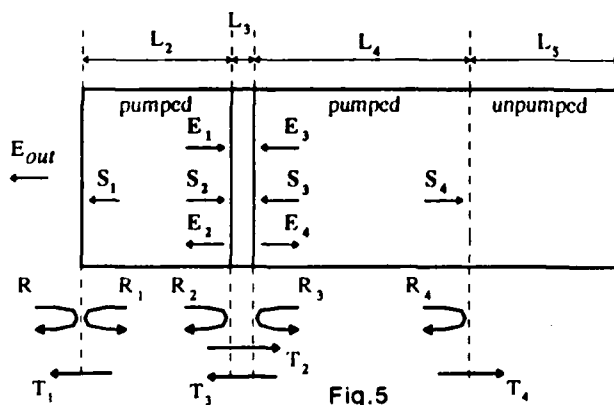 L2 L3 L4 L5
pumped pumped unpumped
E1 E3
Eout
S1 S2 S3 S4
E2 E4
R R1 R2 R3 R4
T2
T1 T3 T4
Fig.5